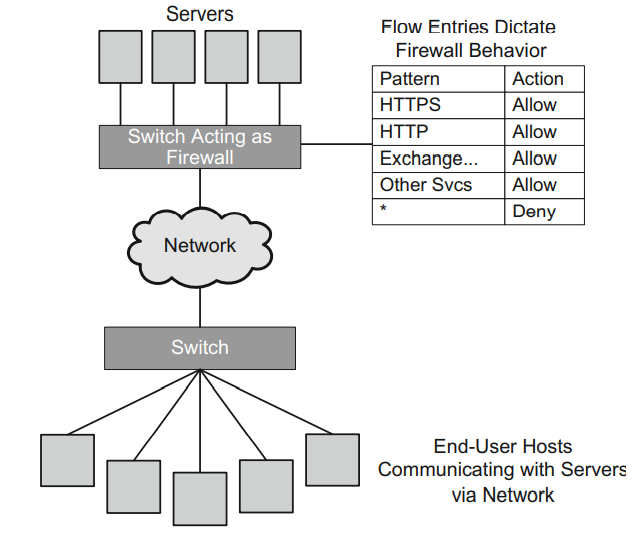 Servers
Flow Entries Dictate
Firewall Behavior
Pattern Action
HTTPS Allow
HTTP Allow
Exchange... Allow
Other Svcs Allow
* Deny
Switch Acting as
Firewall
Network
Switch
End-User Hosts
Communicating with Servers
via Network